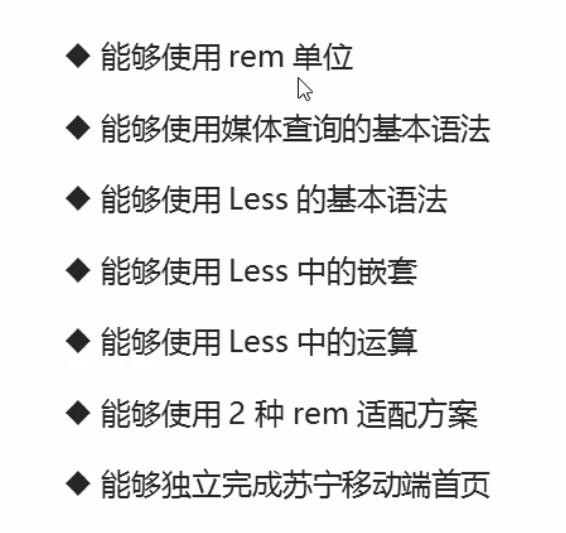 ◆ 能够使用 rem 单位
◆ 能够使用媒体查询的基本语法
◆ 能够使用 Less 的基本语法
◆ 能够使用 Less 中的嵌套
◆ 能够使用 Less 中的运算
◆ 能够使用 2 种 rem 适配方案
◆ 能够独立完成苏宁移动端首页